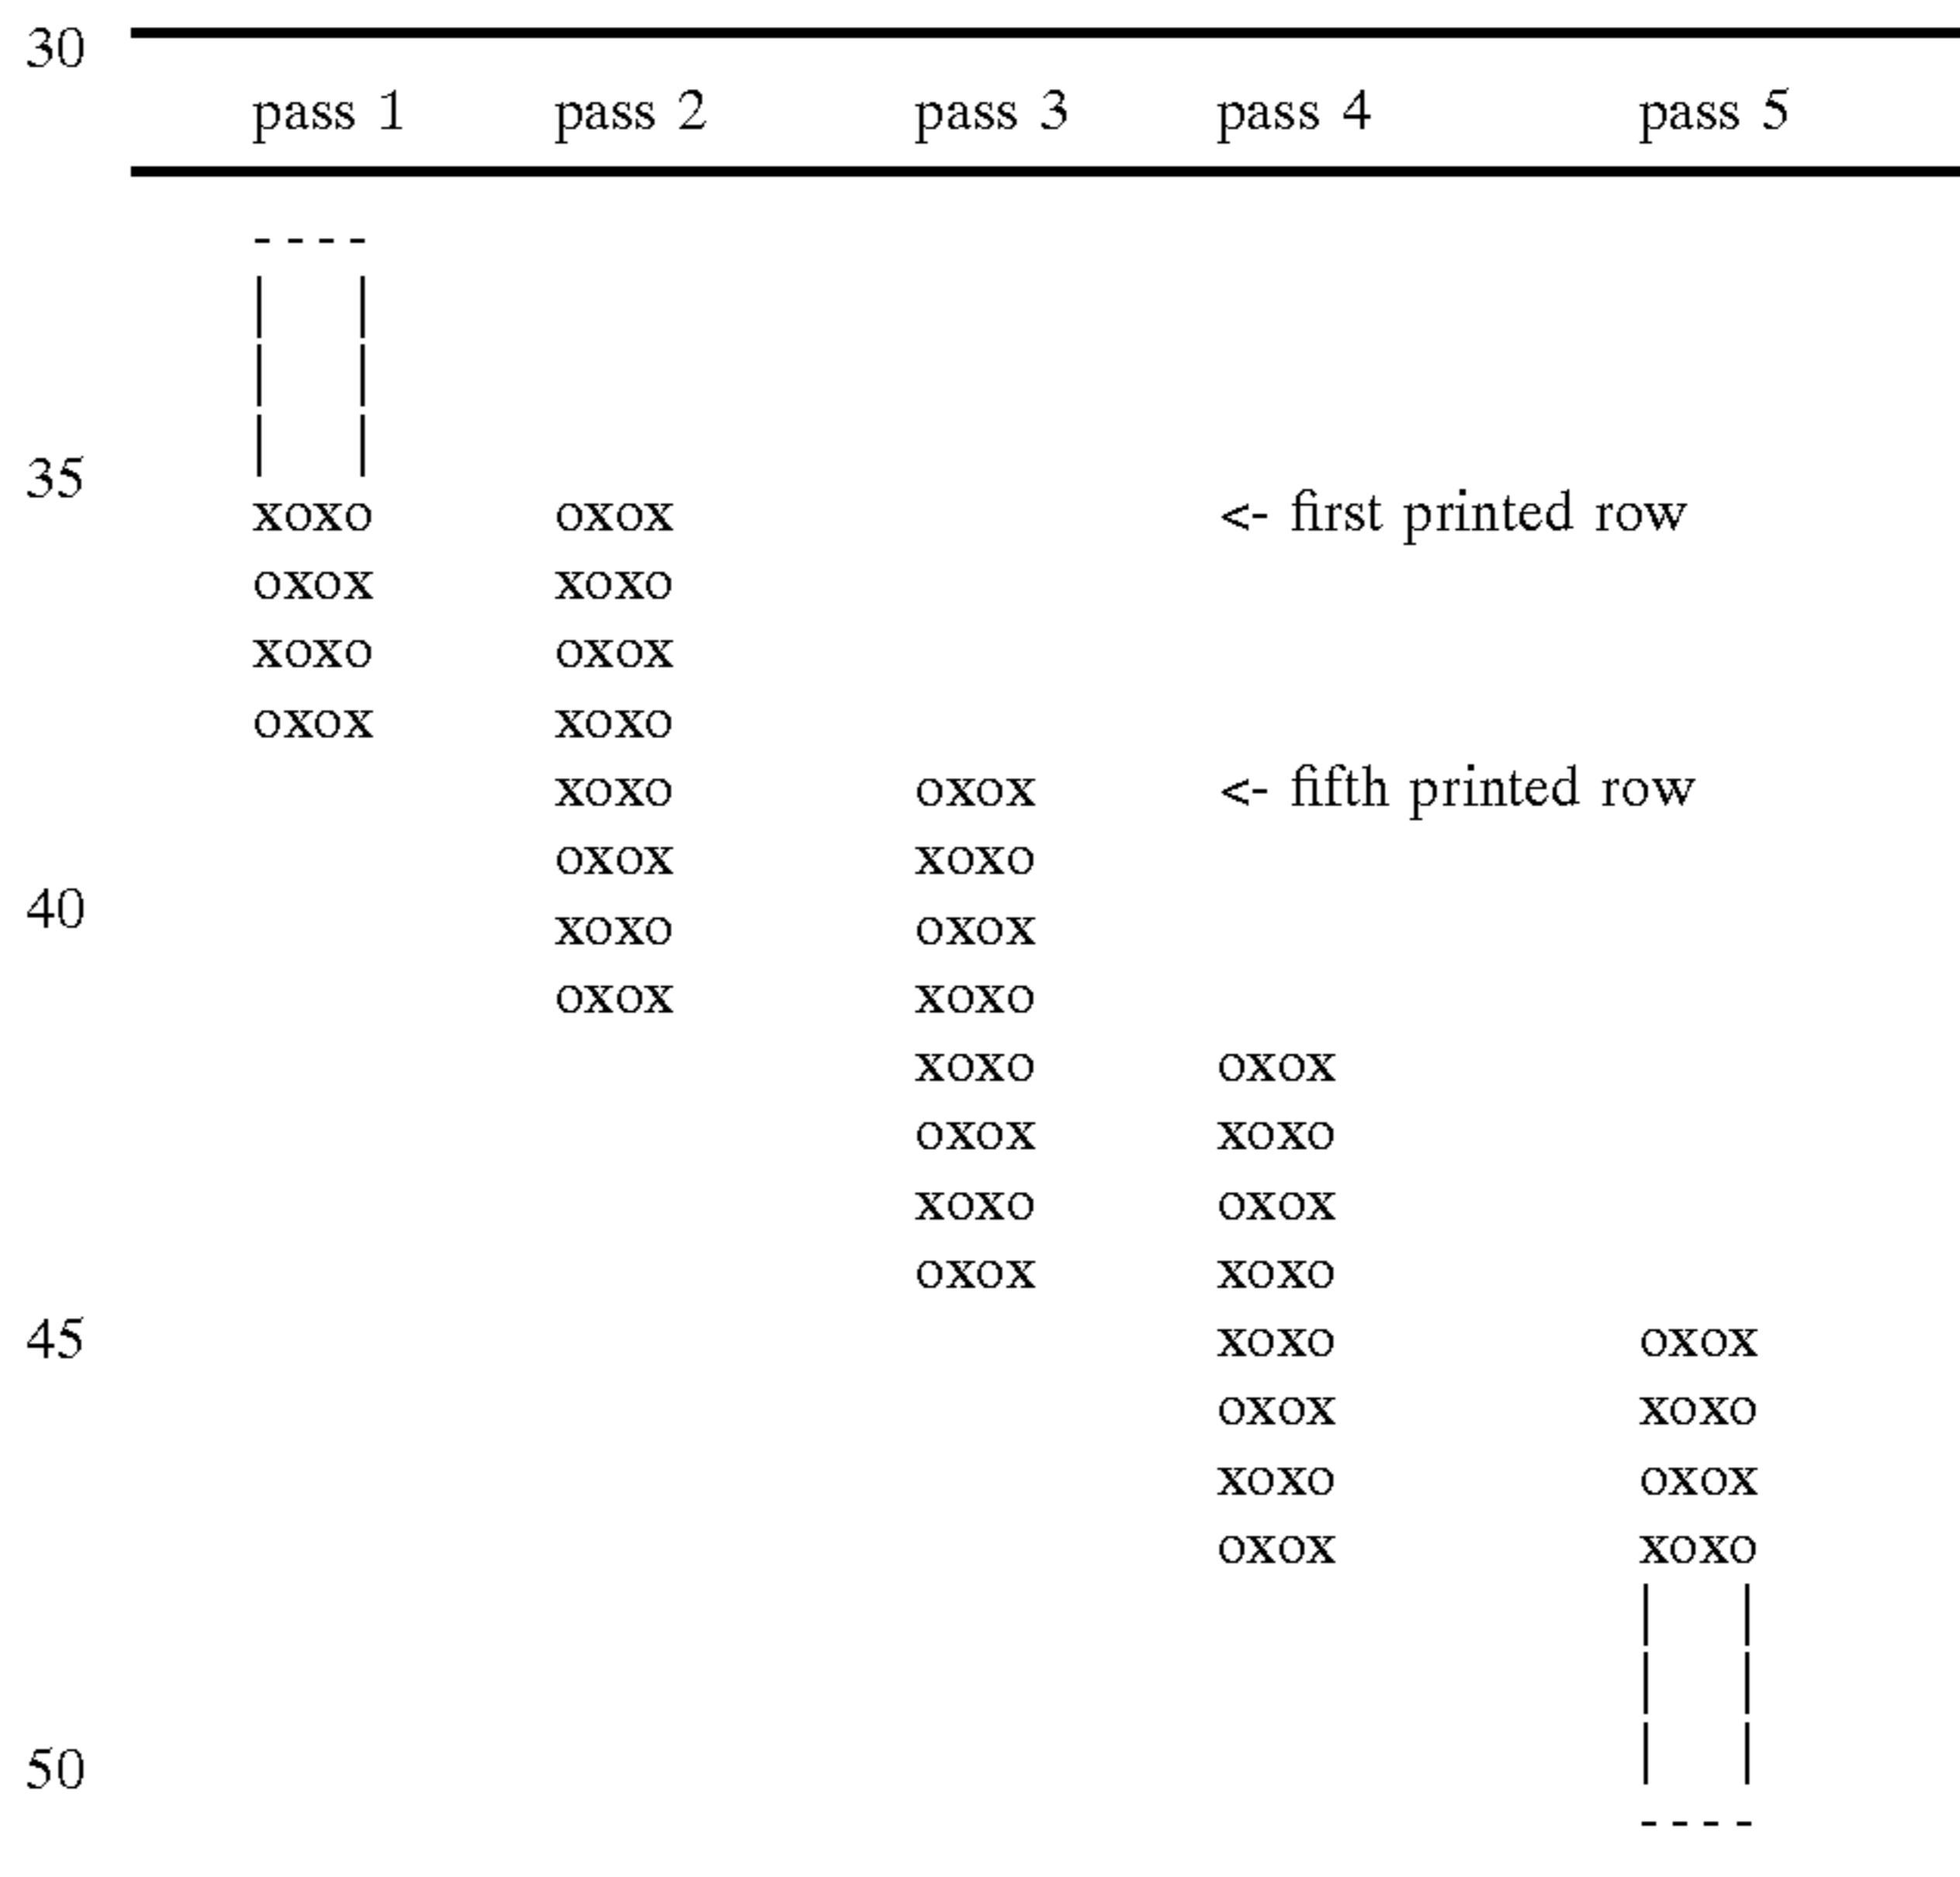 30
pass 1 pass 2 pass 3 pass 4 pass 5
- - - -
| |
| |
35 | |
xoxo oxox <- first printed row
oxox xoxo
xoxo oxox
oxox xoxo
xoxo oxox <- fifth printed row
oxox xoxo
40 xoxo oxox
oxox xoxo
xoxo oxox
oxox xoxo
xoxo oxox
oxox xoxo
45 xoxo oxox
oxox xoxo
xoxo oxox
oxox xoxo
| |
| |
50 | |
- - - -